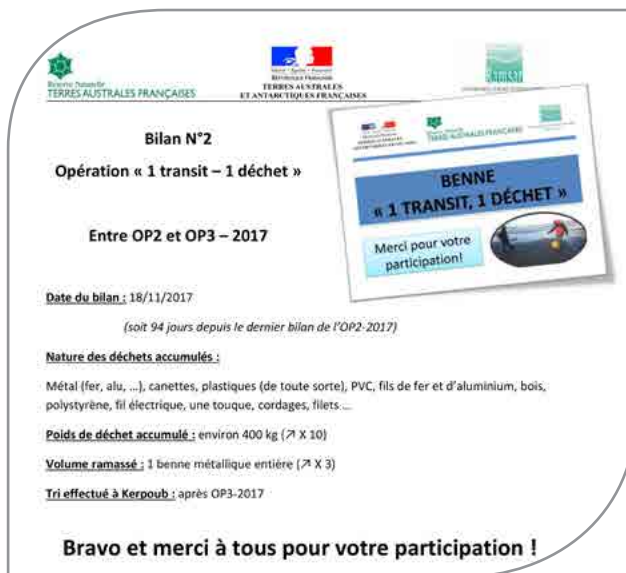 Réserve Naturelle
TERRES AUSTRALES FRANÇAISES
TERRES AUSTRALES
ET ANTARCTIQUES FRANÇAISES
Ramsar
Bilan N°2
Opération « 1 transit – 1 déchet »
Entre OP2 et OP3 – 2017
TERRES AUSTRALES FRANÇAISES
BENNE
« 1 TRANSIT, 1 DÉCHET »
Merci pour votre
participation!
Date du bilan : 18/11/2017
(soit 94 jours depuis le dernier bilan de l'OP2-2017)
Nature des déchets accumulés :
Métal (fer, alu, …), canettes, plastiques (de toute sorte), PVC, fils de fer et d'aluminium, bois,
polystyrène, fil électrique, une touque, cordages, filets …
Poids de déchet accumulé : environ 400 kg (↗ X 10)
Volume ramassé : 1 benne métallique entière (↗ X 3)
Tri effectué à Kerpoub : après OP3-2017
Bravo et merci à tous pour votre participation !